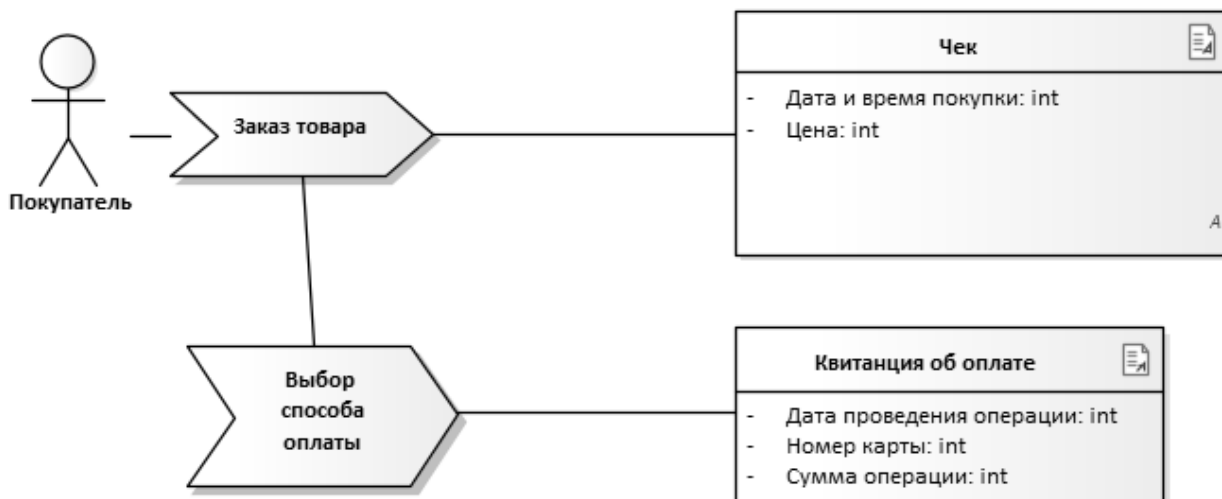 Чек
- Дата и время покупки: int
- Цена: int
A
Заказ товара
Покупатель
Выбор
способа
оплаты
Квитанция об оплате
- Дата проведения операции: int
- Номер карты: int
- Сумма операции: int